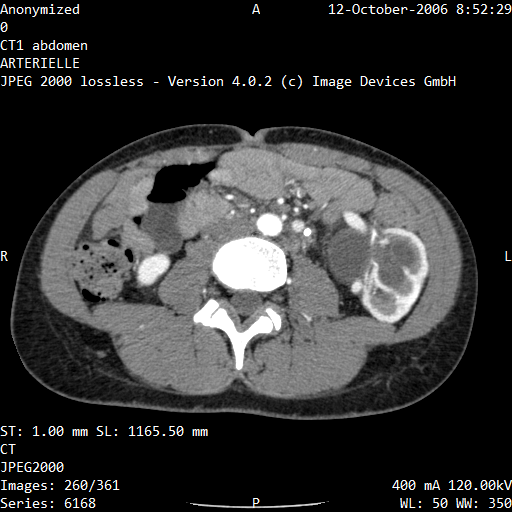 Anonymized A 12-October-2006 8:52:29
0
CT1 abdomen
ARTERIELLE
JPEG 2000 lossless - Version 4.0.2 (c) Image Devices GmbH
R L
ST: 1.00 mm SL: 1165.50 mm
CT
JPEG2000
Images: 260/361 400 mA 120.00kV
Series: 6168 P WL: 50 WW: 350